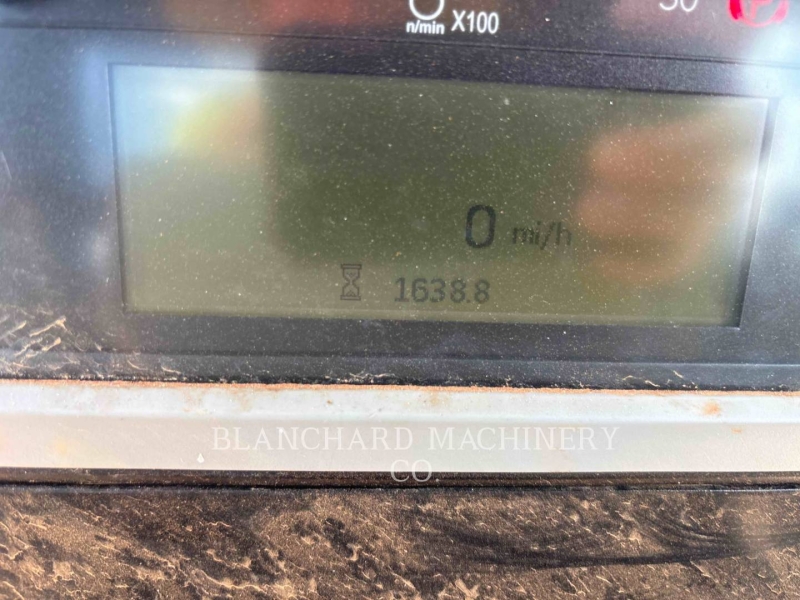 n/min X100
0 mi/h
1638.8
BLANCHARD MACHINERY
CO.